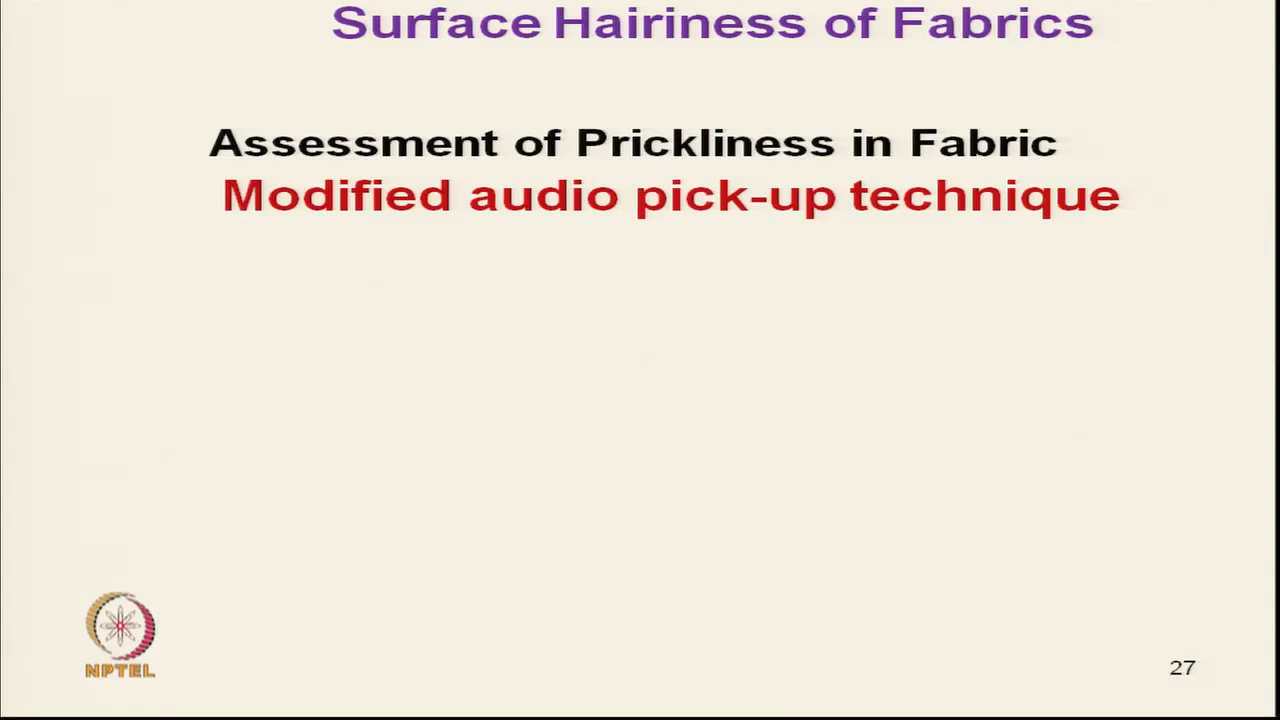 Surface Hairiness of Fabrics
Assessment of Prickliness in Fabric
Modified audio pick-up technique
NPTEL
27